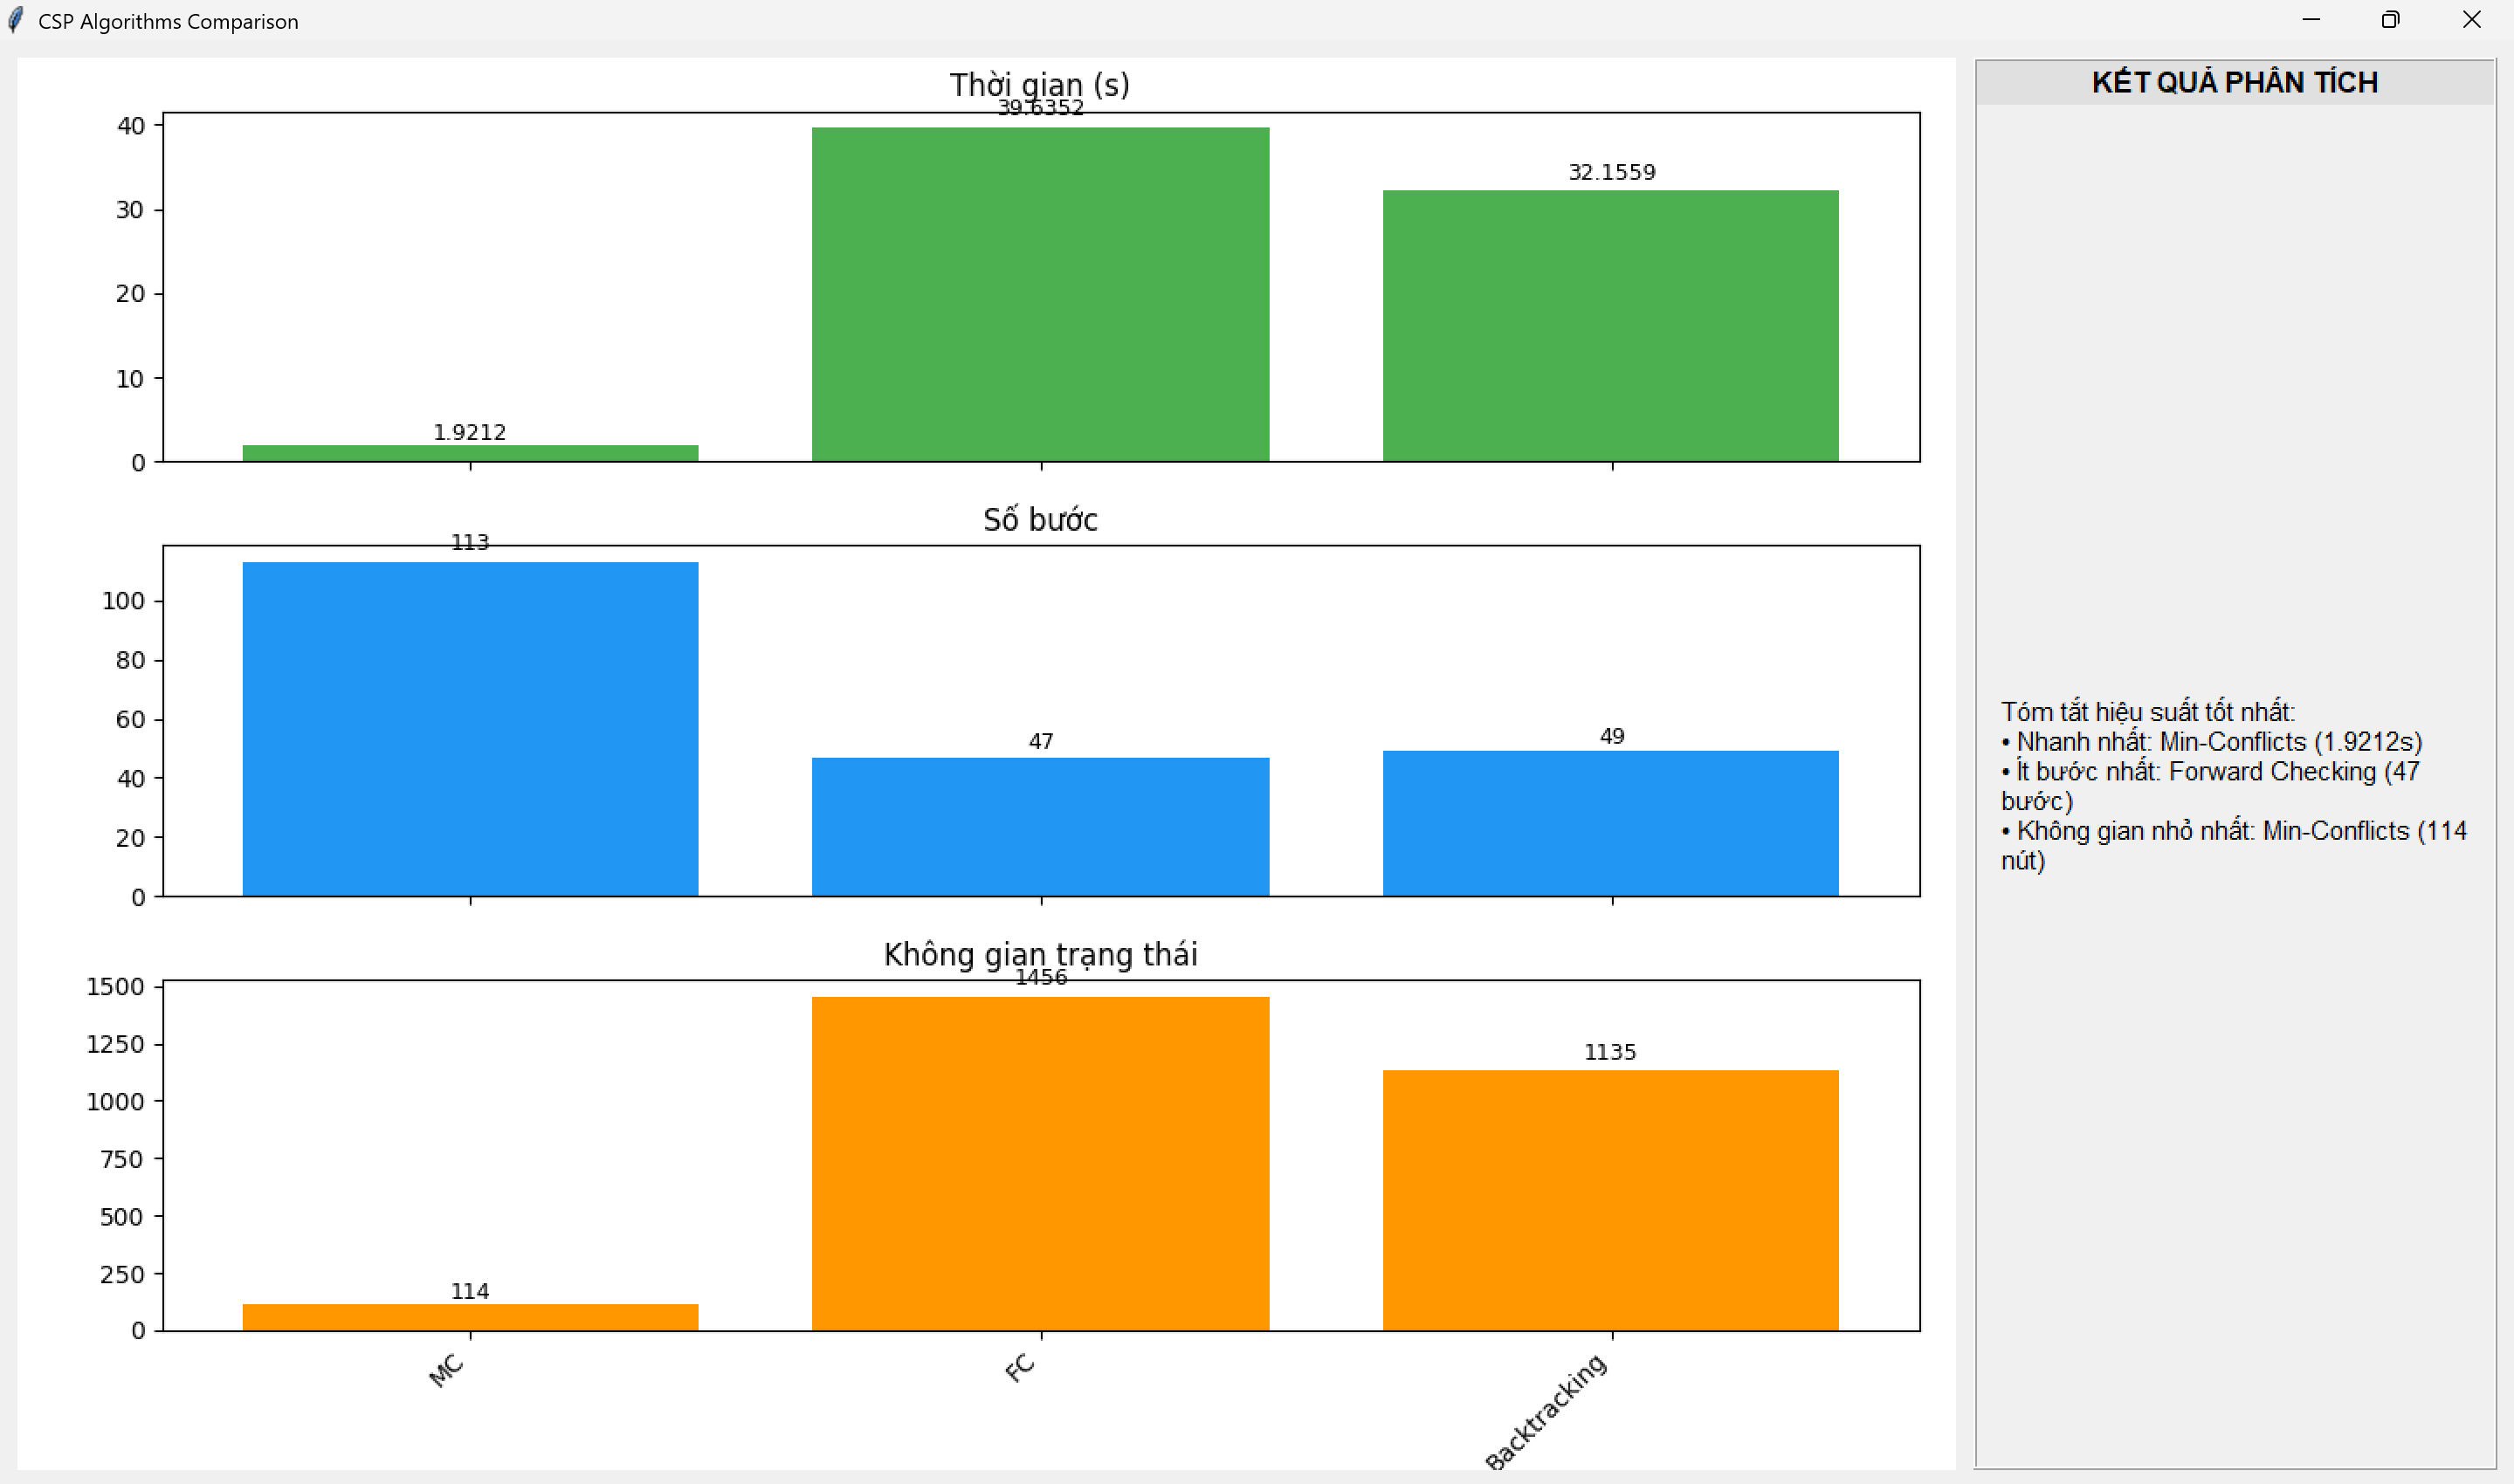 CSP Algorithms Comparison
Thời gian (s)
39.6352
40
30
20
10
0
1.9212
32.1559
Số bước
113
100
80
60
40
20
0
47
49
Không gian trạng thái
1456
1500
1250
1000
750
500
250
0
114
1135
MC
FC
Backtracking
KẾT QUẢ PHÂN TÍCH
Tóm tắt hiệu suất tốt nhất:
• Nhanh nhất: Min-Conflicts (1.9212s)
• Ít bước nhất: Forward Checking (47
bước)
• Không gian nhỏ nhất: Min-Conflicts (114
nút)